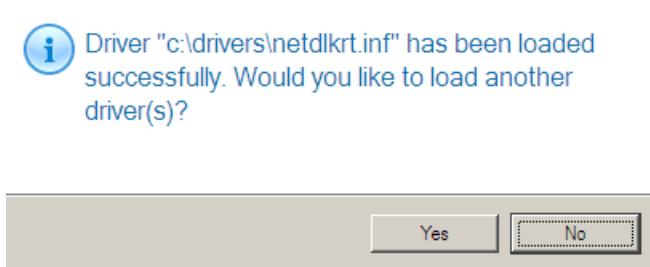 Driver "c:\drivers\netdlkrt.inf" has been loaded
successfully. Would you like to load another
driver(s)?
Yes
No